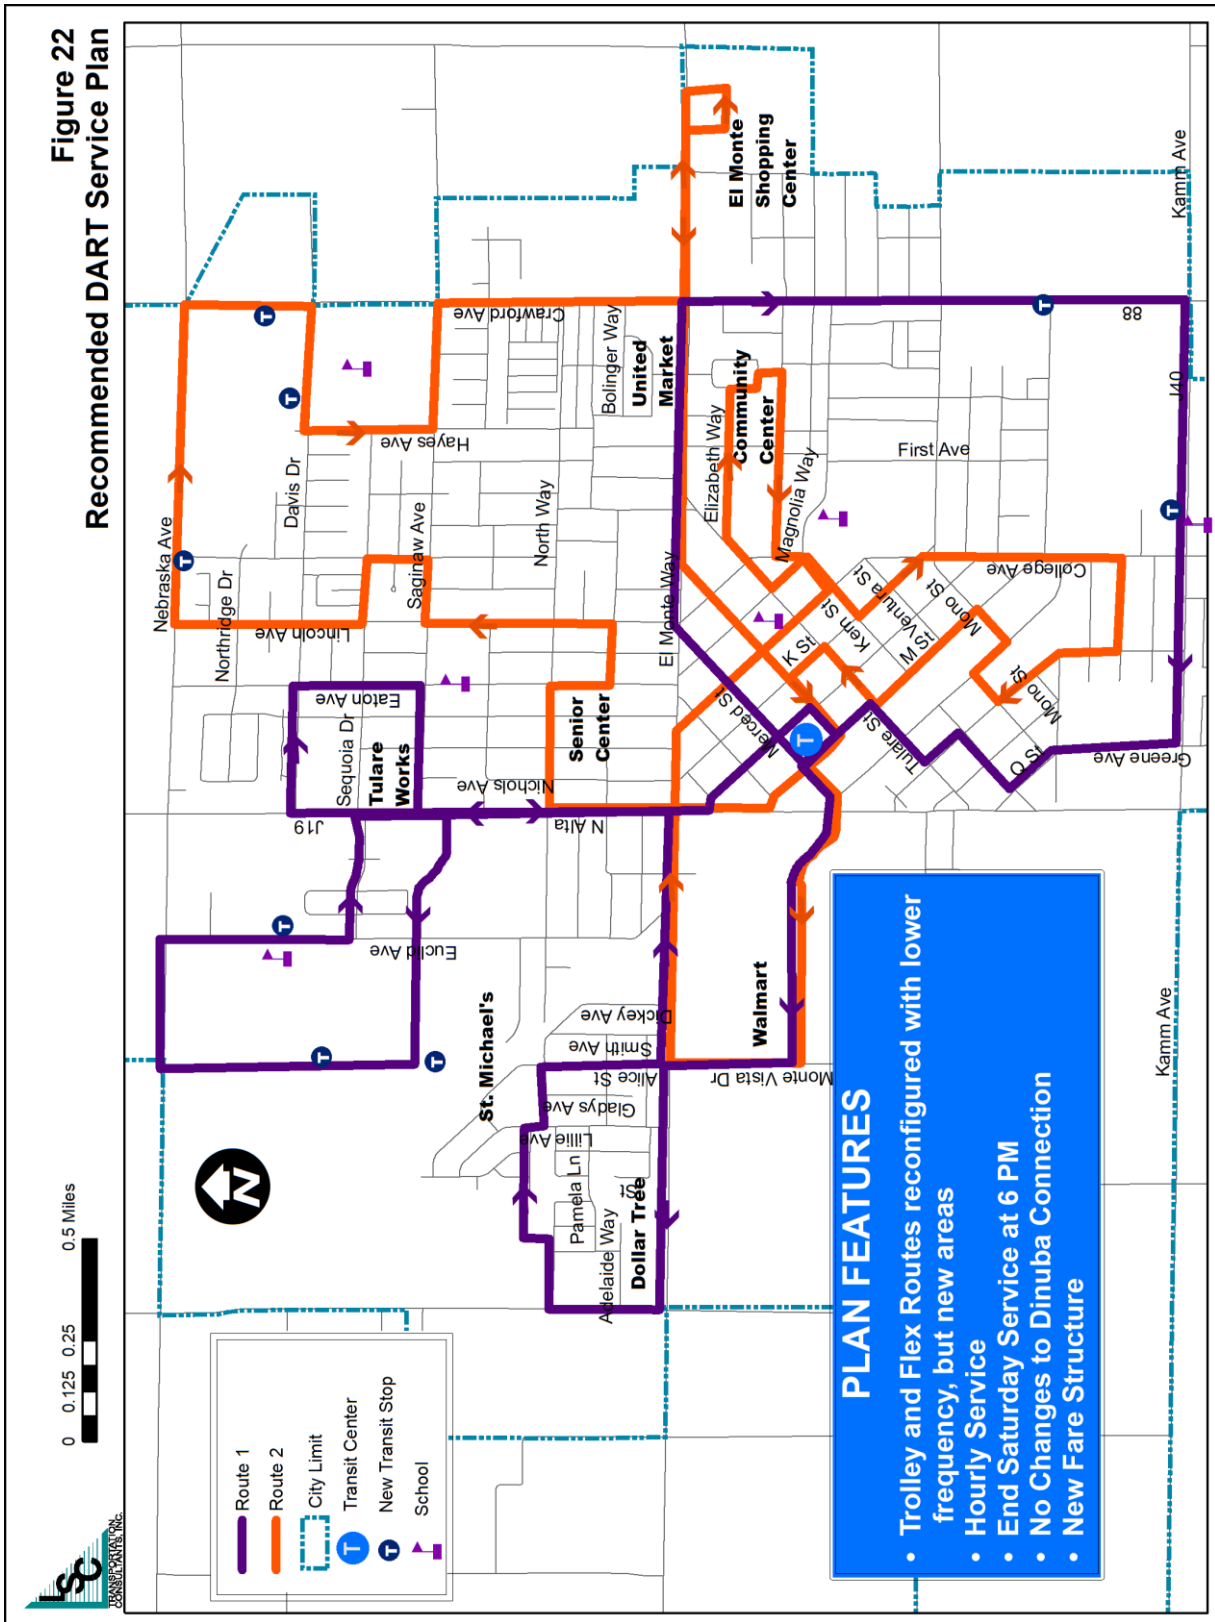 Figure 22
Recommended DART Service Plan
LSC
TRANSPORTATION
CONSULTANTS, INC.
0 0.125 0.25 0.5 Miles
N
Route 1
Route 2
City Limit
T Transit Center
T New Transit Stop
School
Nebraska Ave
Northridge Dr
Lincoln Ave
Davis Dr
Hayes Ave
Saginaw Ave
Crawford Ave
Eaton Ave
Sequoia Dr
Tulare
Works
J19
Nichols Ave
N Alta
Euclid Ave
North Way
Bolinger Way
United
Market
Senior
Center
El Monte Way
El Monte
Shopping
Center
St. Michael's
Dickey Ave
Smith Ave
Alice St
Gladys Ave
Lillie Ave
Pamela Ln
St
Adelaide Way
Dollar Tree
Monte Vista Dr
Walmart
Elizabeth Way
Community
Center
Magnolia Way
First Ave
Merced St
K St
Kern St
Ventura St
M St
Mono St
College Ave
Mono St
Tulare St
Q St
Greene Ave
T
88
J40
Kamm Ave
Kamm Ave
PLAN FEATURES
• Trolley and Flex Routes reconfigured with lower
frequency, but new areas
• Hourly Service
• End Saturday Service at 6 PM
• No Changes to Dinuba Connection
• New Fare Structure